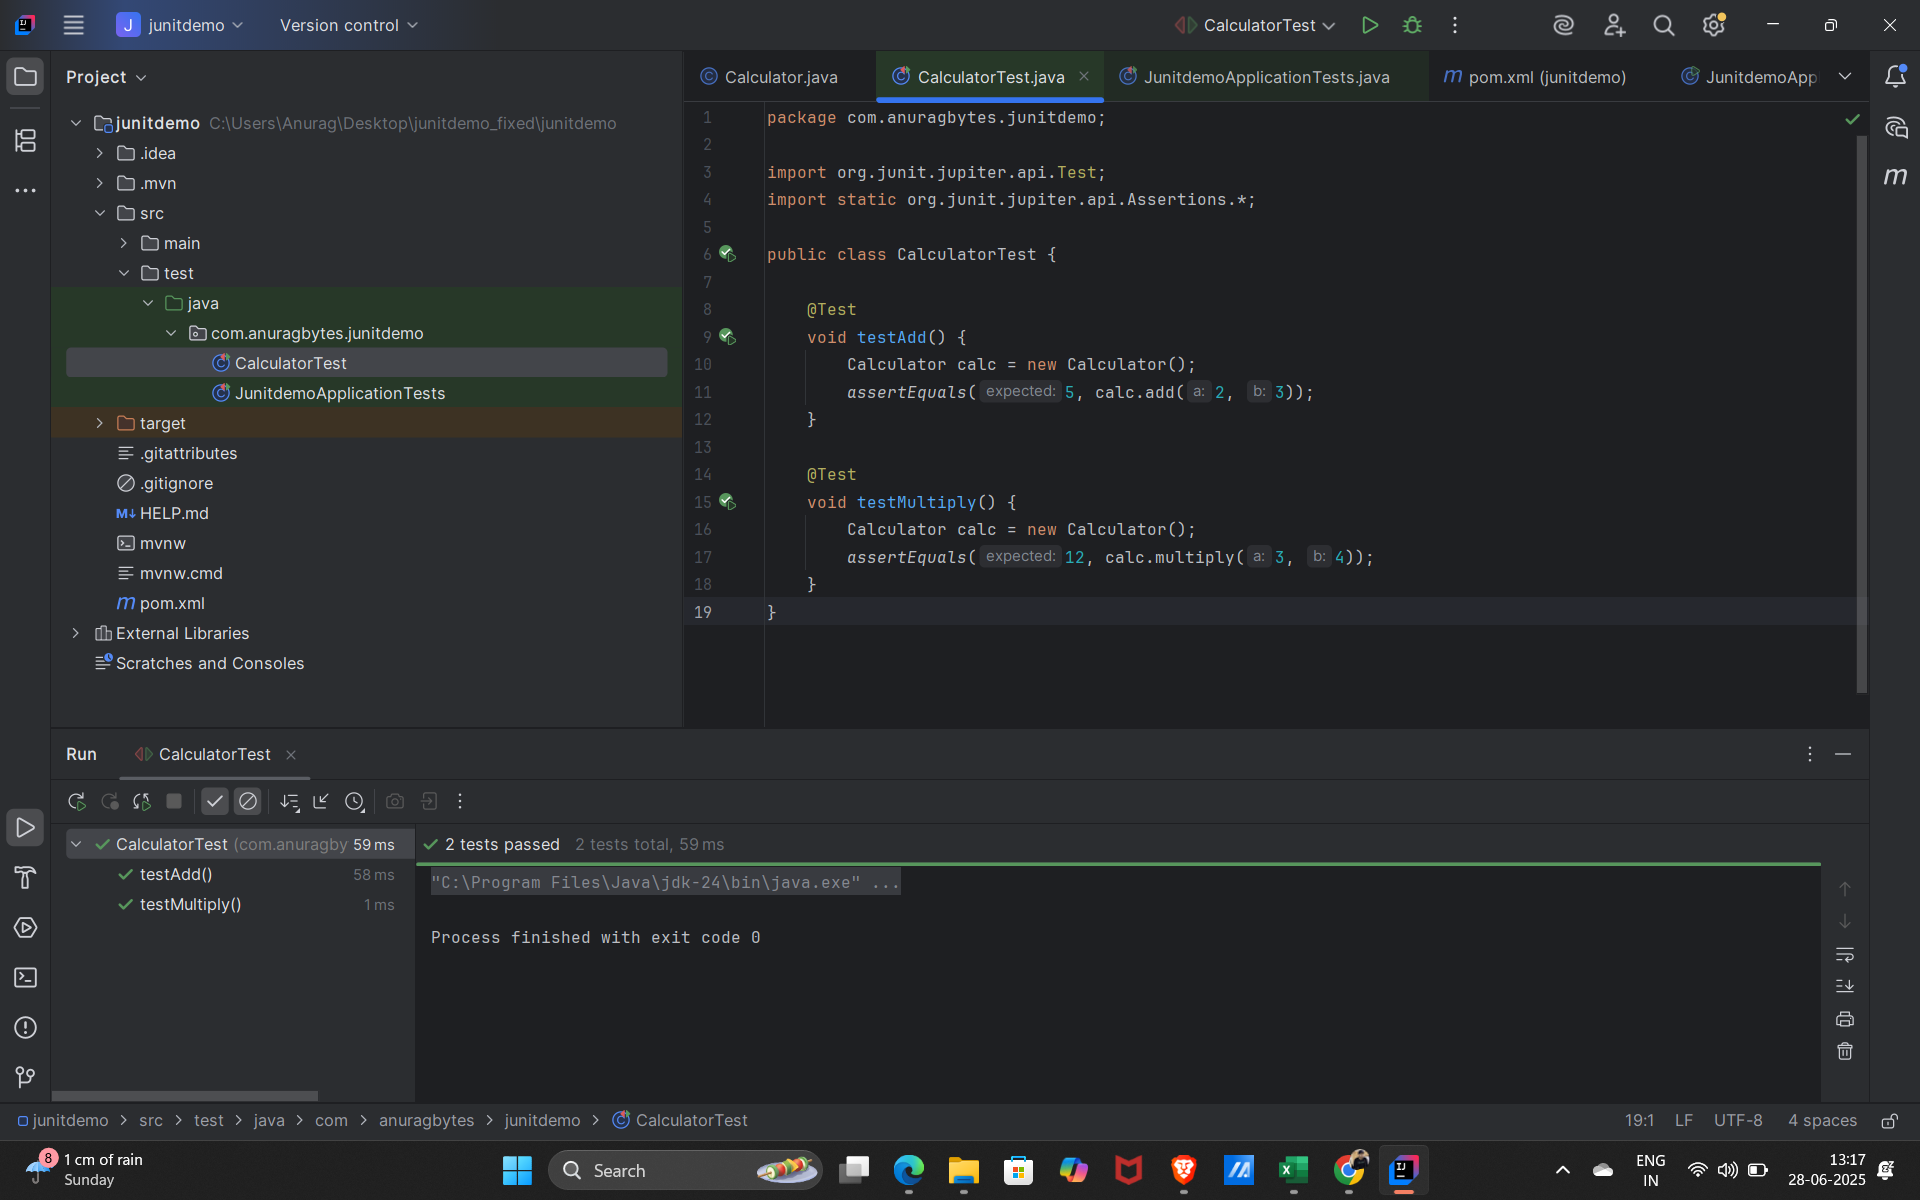 J junitdemo Version control CalculatorTest
Project
junitdemo C:\Users\Anurag\Desktop\junitdemo_fixed\junitdemo
.idea
.mvn
src
main
test
java
com.anuragbytes.junitdemo
CalculatorTest
JunitdemoApplicationTests
target
.gitattributes
.gitignore
M↓ HELP.md
mvnw
mvnw.cmd
m pom.xml
External Libraries
Scratches and Consoles
Calculator.java CalculatorTest.java JunitdemoApplicationTests.java m pom.xml (junitdemo) JunitdemoApp
1 package com.anuragbytes.junitdemo;
2
3 import org.junit.jupiter.api.Test;
4 import static org.junit.jupiter.api.Assertions.*;
5
6 public class CalculatorTest {
7
8 @Test
9 void testAdd() {
10 Calculator calc = new Calculator();
11 assertEquals( expected: 5, calc.add( a: 2, b: 3));
12 }
13
14 @Test
15 void testMultiply() {
16 Calculator calc = new Calculator();
17 assertEquals( expected: 12, calc.multiply( a: 3, b: 4));
18 }
19 }
m
Run CalculatorTest
CalculatorTest (com.anuragby 59 ms
testAdd() 58 ms
testMultiply() 1 ms
2 tests passed 2 tests total, 59 ms
"C:\Program Files\Java\jdk-24\bin\java.exe" ...
Process finished with exit code 0
junitdemo > src > test > java > com > anuragbytes > junitdemo > CalculatorTest 19:1 LF UTF-8 4 spaces
8 1 cm of rain
Sunday
Search
ENG
IN
13:17
28-06-2025